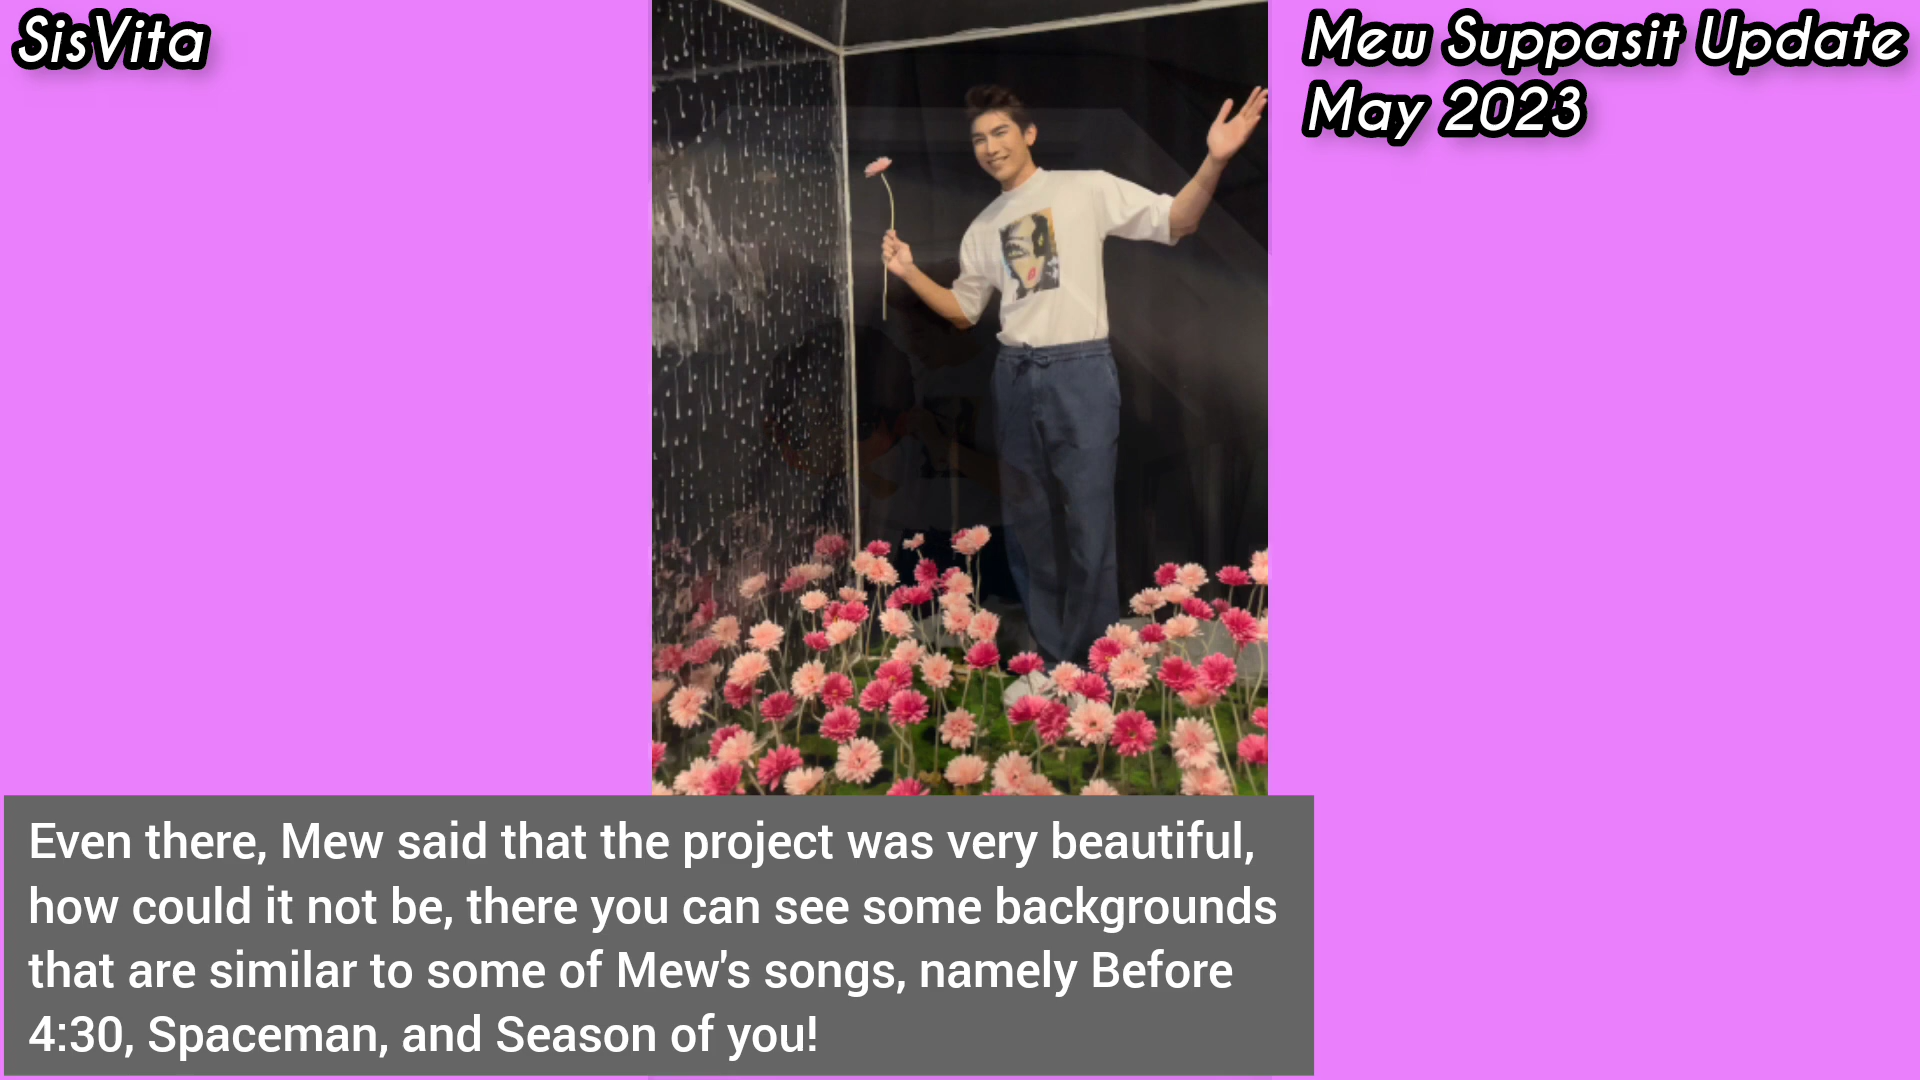 SisVita
Mew Suppasit Update
May 2023
Even there, Mew said that the project was very beautiful,
how could it not be, there you can see some backgrounds
that are similar to some of Mew's songs, namely Before
4:30, Spaceman, and Season of you!